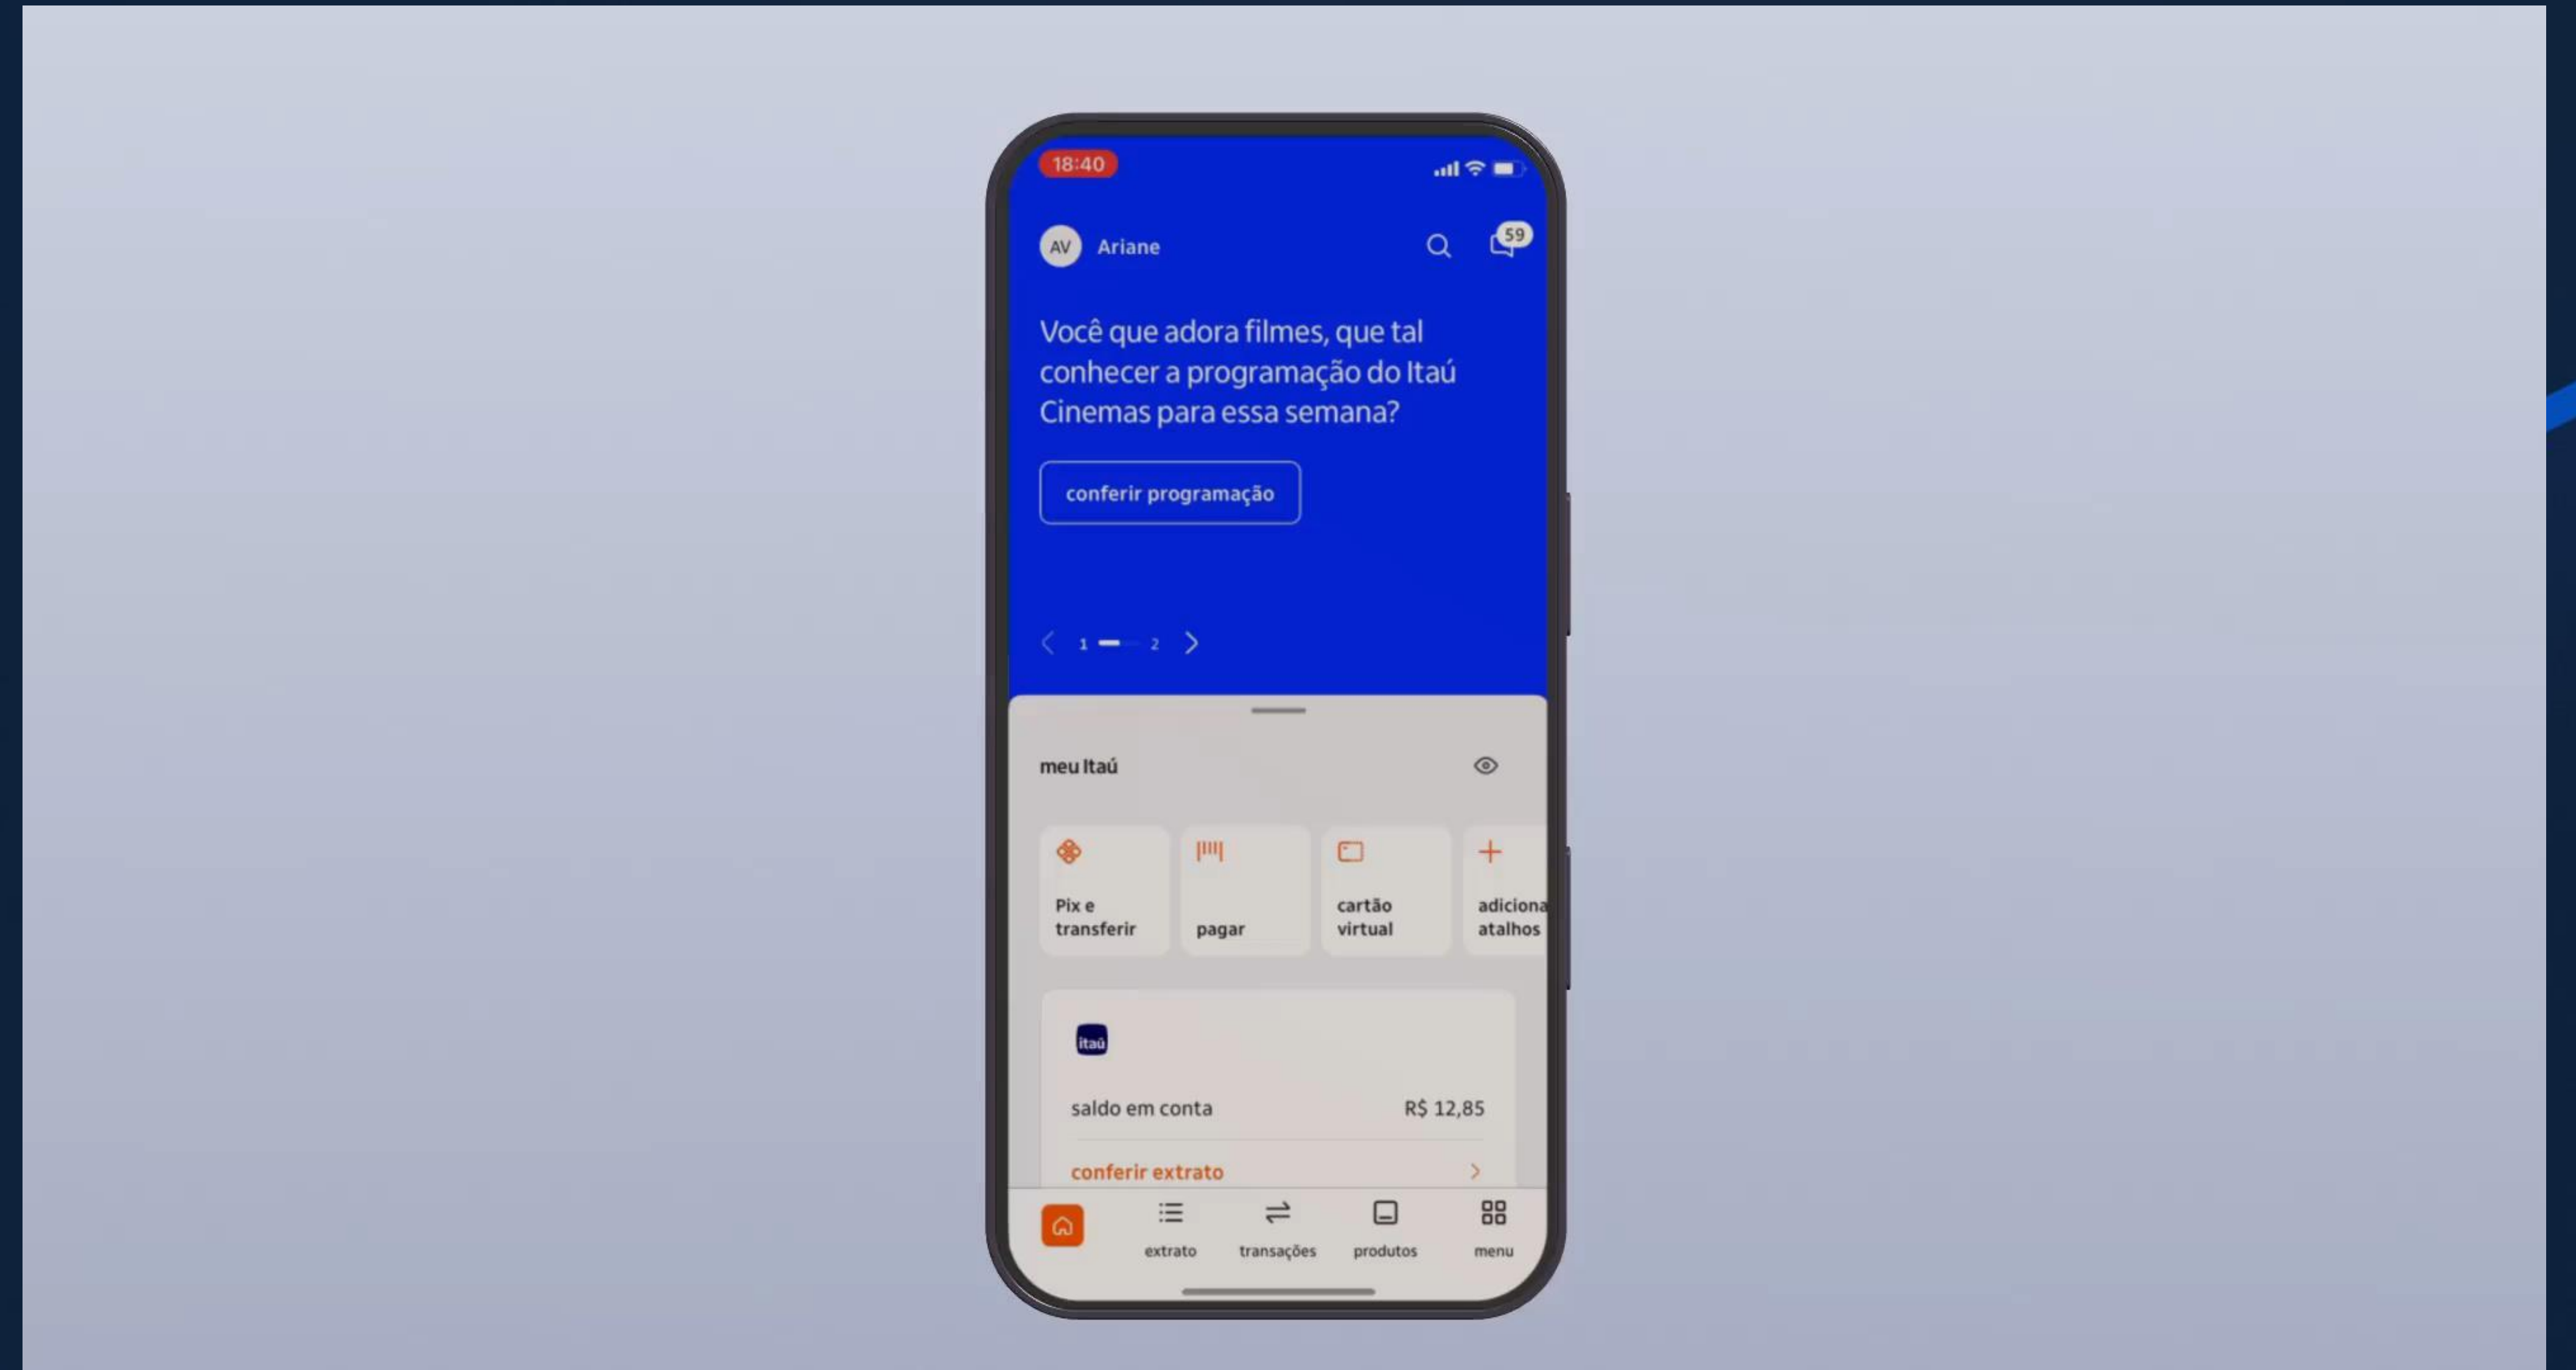 18:40
AV Ariane
59
Você que adora filmes, que tal
conhecer a programação do Itaú
Cinemas para essa semana?
conferir programação
1 2
meu Itaú
Pix e
transferir
pagar
cartão
virtual
adiciona
atalhos
itaú
saldo em conta R$ 12,85
conferir extrato
extrato transações produtos menu